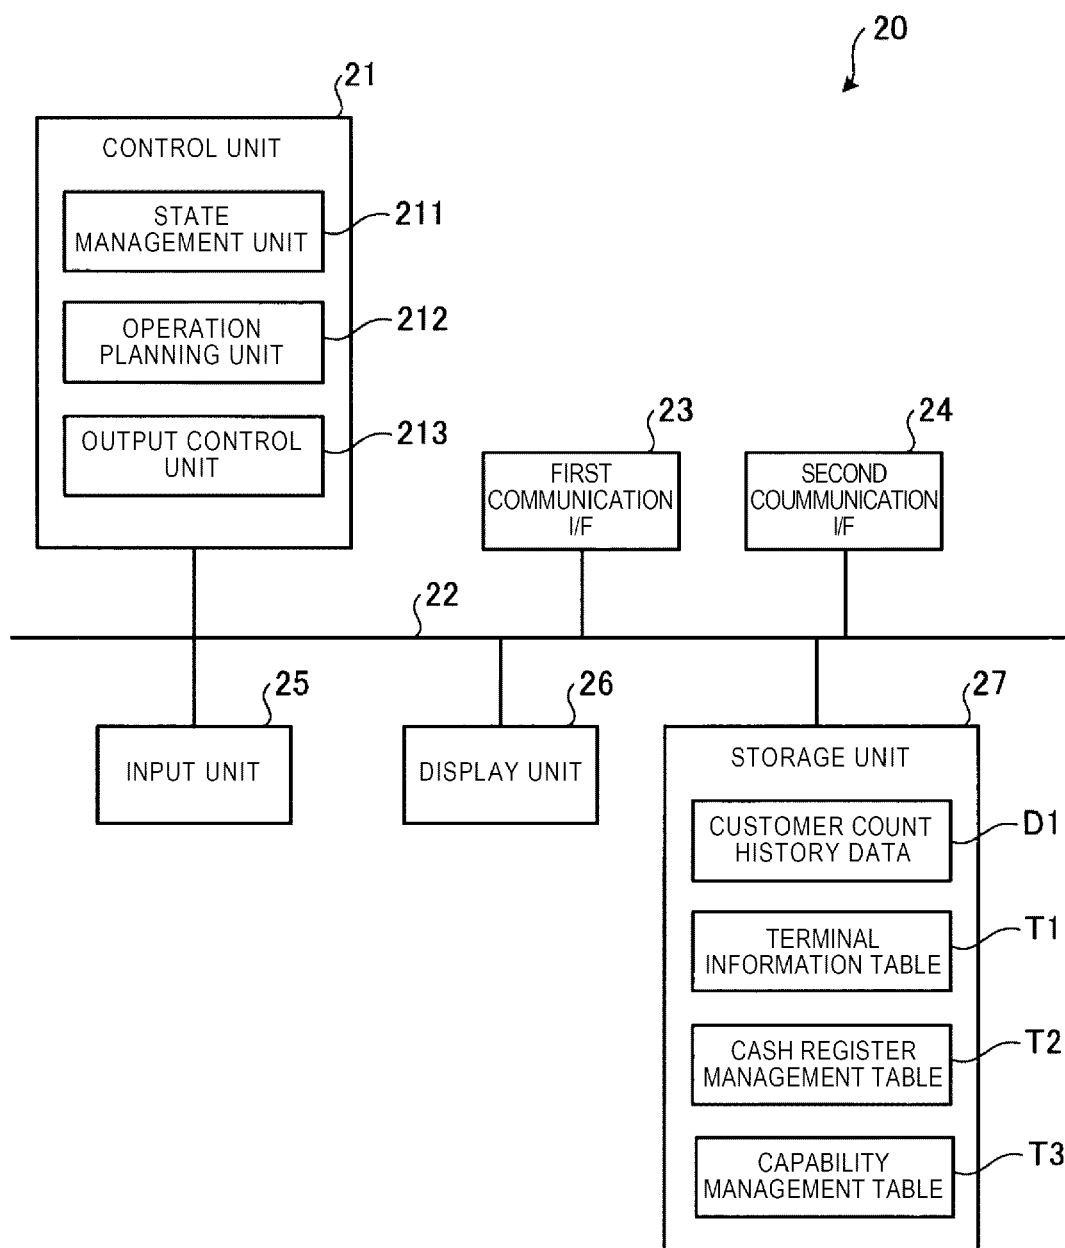 20
21
CONTROL UNIT
STATE
MANAGEMENT UNIT
211
OPERATION
PLANNING UNIT
212
OUTPUT CONTROL
UNIT
213
23
FIRST
COMMUNICATION
I/F
24
SECOND
COUMMUNICATION
I/F
22
25
INPUT UNIT
26
DISPLAY UNIT
27
STORAGE UNIT
CUSTOMER COUNT
HISTORY DATA
D1
TERMINAL
INFORMATION TABLE
T1
CASH REGISTER
MANAGEMENT TABLE
T2
CAPABILITY
MANAGEMENT TABLE
T3